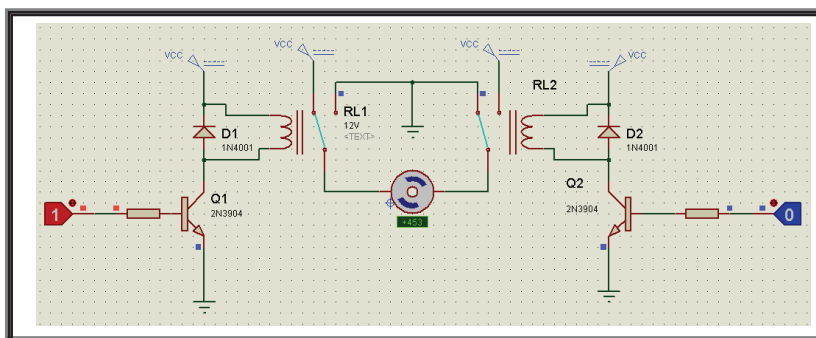 VCC
VCC
VCC
VCC
RL1
12V
<TEXT>
RL2
D1
1N4001
D2
1N4001
Q1
2N3904
Q2
2N3904
1
0
+453